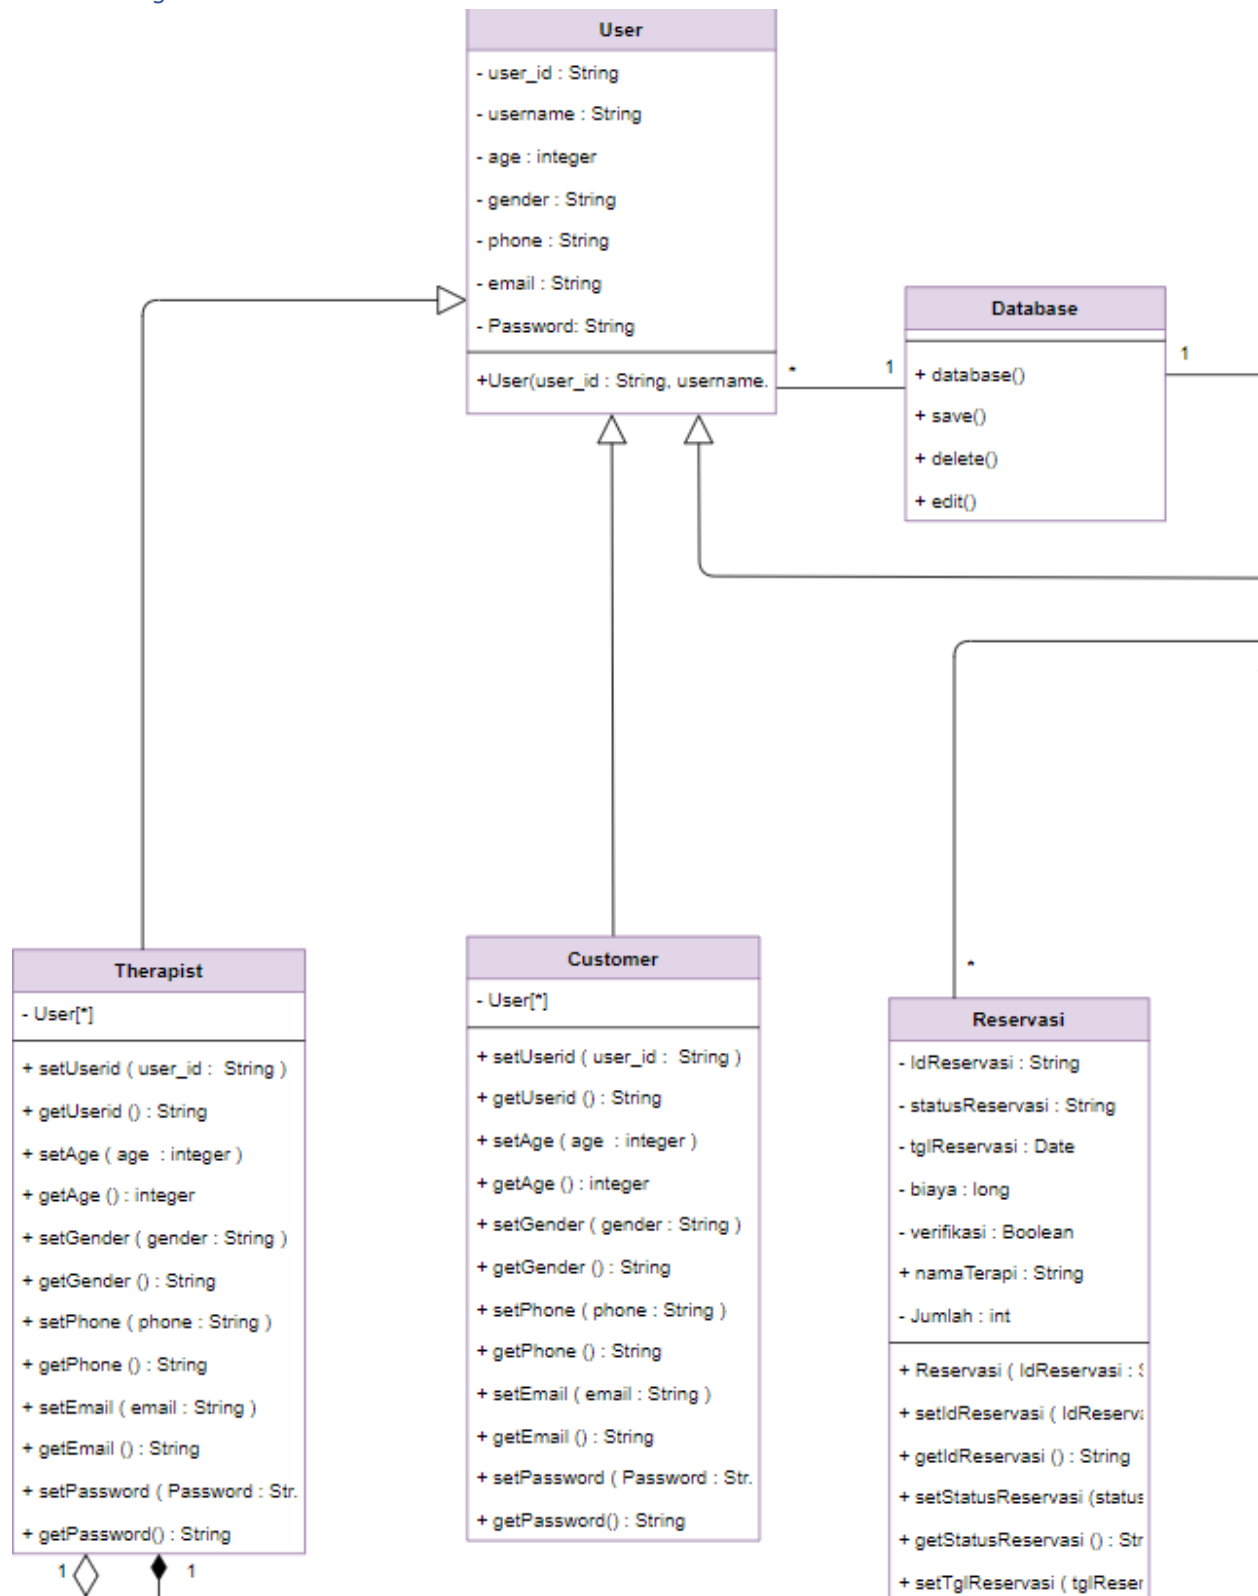 User
- user_id : String
- username : String
- age : integer
- gender : String
- phone : String
- email : String
- Password: String
+User(user_id : String, username.
*
1
Database
+ database()
+ save()
+ delete()
+ edit()
1
Therapist
- User[*]
+ setUserid ( user_id : String )
+ getUserid () : String
+ setAge ( age : integer )
+ getAge () : integer
+ setGender ( gender : String )
+ getGender () : String
+ setPhone ( phone : String )
+ getPhone () : String
+ setEmail ( email : String )
+ getEmail () : String
+ setPassword ( Password : Str.
+ getPassword() : String
1
1
Customer
- User[*]
+ setUserid ( user_id : String )
+ getUserid () : String
+ setAge ( age : integer )
+ getAge () : integer
+ setGender ( gender : String )
+ getGender () : String
+ setPhone ( phone : String )
+ getPhone () : String
+ setEmail ( email : String )
+ getEmail () : String
+ setPassword ( Password : Str.
+ getPassword() : String
*
Reservasi
- IdReservasi : String
- statusReservasi : String
- tglReservasi : Date
- biaya : long
- verifikasi : Boolean
+ namaTerapi : String
- Jumlah : int
+ Reservasi ( IdReservasi :
+ setIdReservasi ( IdReserv
+ getIdReservasi () : String
+ setStatusReservasi (status
+ getStatusReservasi () : Str
+ setTglReservasi ( tglReser